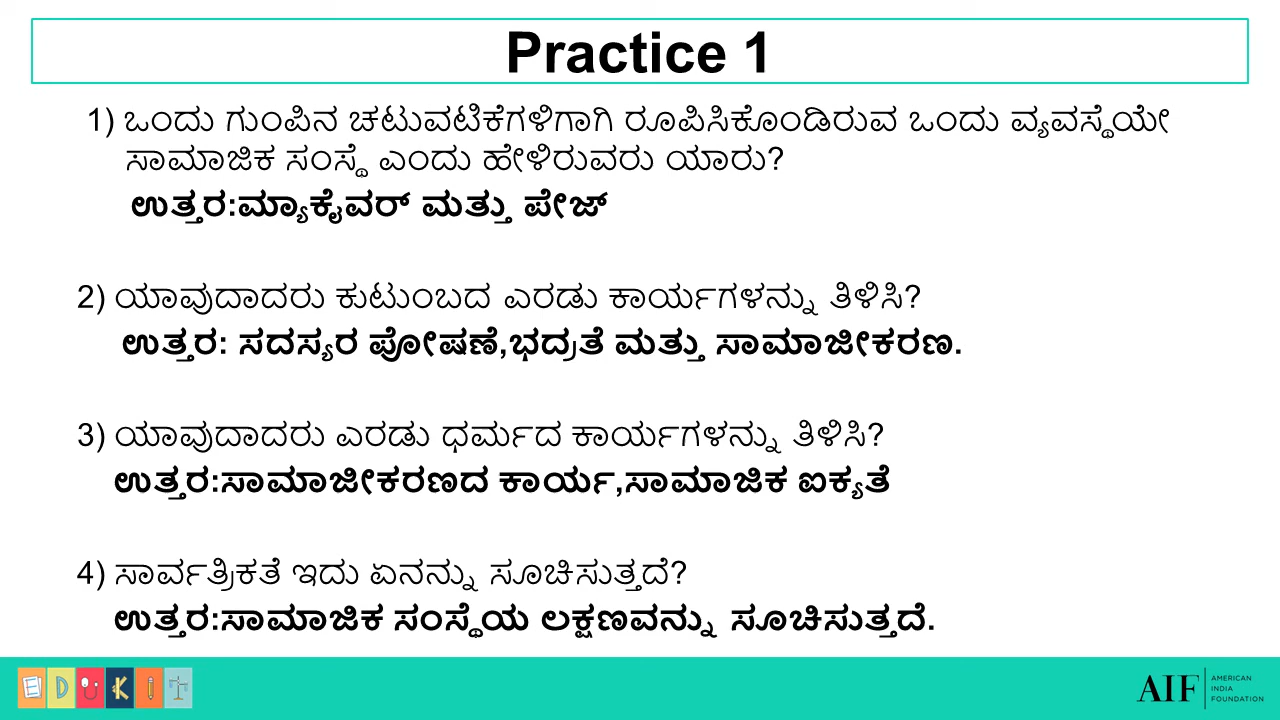 Practice 1
1) ಒಂದು ಗುಂಪಿನ ಚಟುವಟಿಕೆಗಳಿಗಾಗಿ ರೂಪಿಸಿಕೊಂಡಿರುವ ಒಂದು ವ್ಯವಸ್ಥೆಯೇ
ಸಾಮಾಜಿಕ ಸಂಸ್ಥೆ ಎಂದು ಹೇಳಿರುವರು ಯಾರು?
ಉತ್ತರ:ಮ್ಯಾಕೈವರ್ ಮತ್ತು ಪೇಜ್
2) ಯಾವುದಾದರು ಕುಟುಂಬದ ಎರಡು ಕಾರ್ಯಗಳನ್ನು ತಿಳಿಸಿ?
ಉತ್ತರ: ಸದಸ್ಯರ ಪೋಷಣೆ,ಭದ್ರತೆ ಮತ್ತು ಸಾಮಾಜೀಕರಣ.
3) ಯಾವುದಾದರು ಎರಡು ಧರ್ಮದ ಕಾರ್ಯಗಳನ್ನು ತಿಳಿಸಿ?
ಉತ್ತರ:ಸಾಮಾಜೀಕರಣದ ಕಾರ್ಯ,ಸಾಮಾಜಿಕ ಐಕ್ಯತೆ
4) ಸಾರ್ವತ್ರಿಕತೆ ಇದು ಏನನ್ನು ಸೂಚಿಸುತ್ತದೆ?
ಉತ್ತರ:ಸಾಮಾಜಿಕ ಸಂಸ್ಥೆಯ ಲಕ್ಷಣವನ್ನು ಸೂಚಿಸುತ್ತದೆ.
EDUKIT
AIF
AMERICAN
INDIA
FOUNDATION